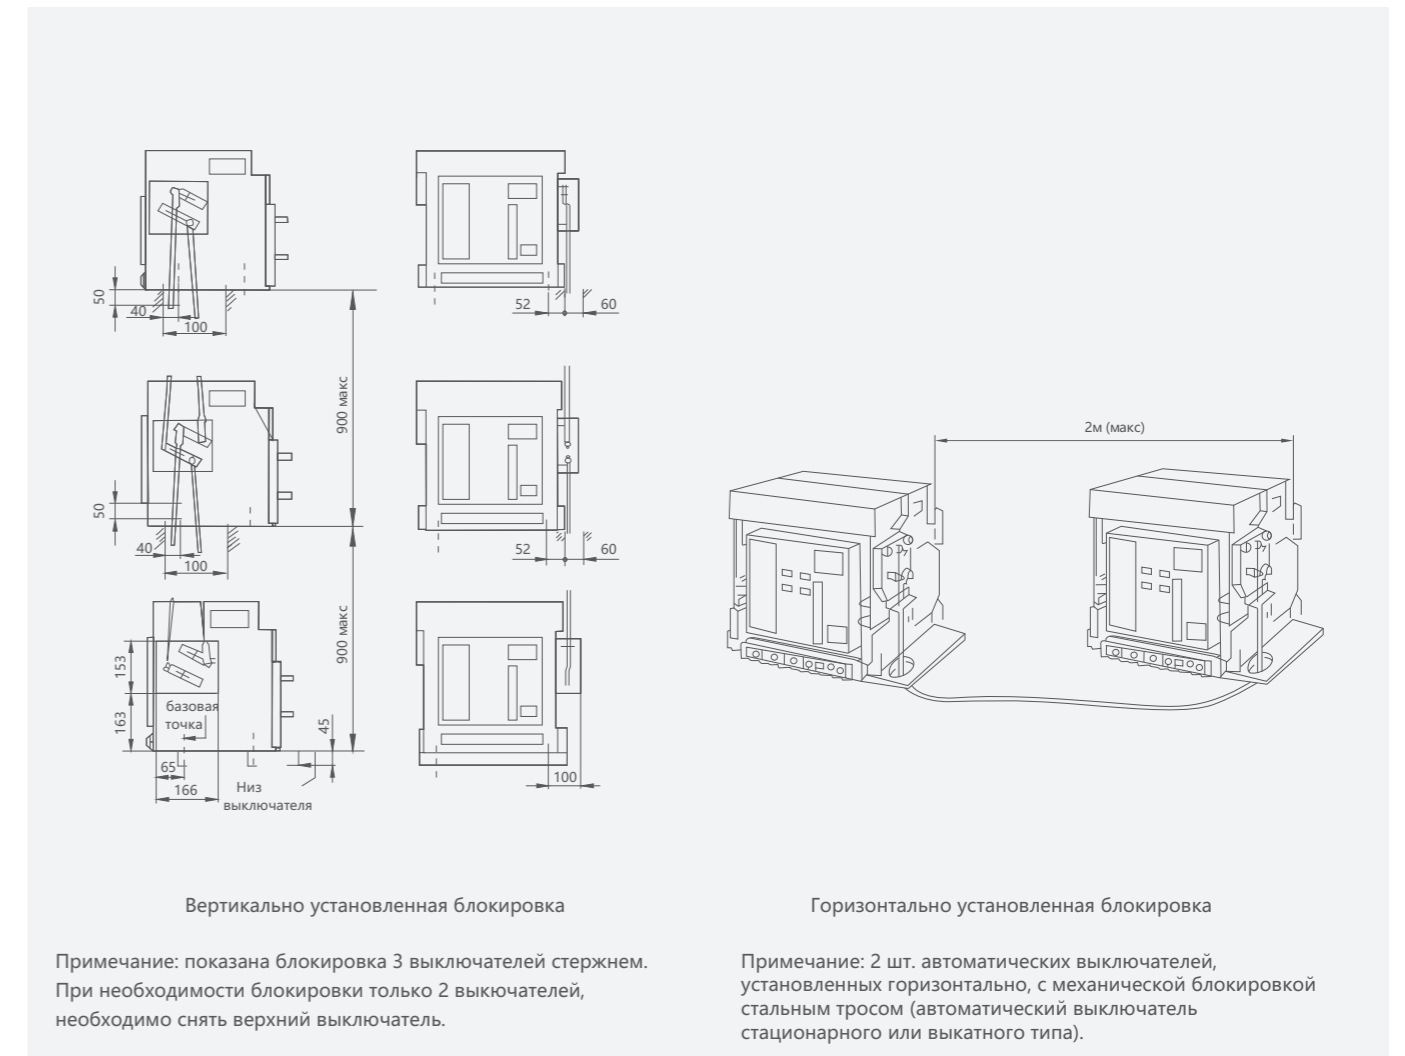 50
40
100
900 макс
52
60
50
40
100
900 макс
52
60
2м (макс)
153
163
базовая
точка
65
166
45
Низ
выключателя
100
Вертикально установленная блокировка
Примечание: показана блокировка 3 выключателей стержнем.
При необходимости блокировки только 2 выкючателей,
необходимо снять верхний выключатель.
Горизонтально установленная блокировка
Примечание: 2 шт. автоматических выключателей,
установленных горизонтально, с механической блокировкой
стальным тросом (автоматический выключатель
стационарного или выкатного типа).